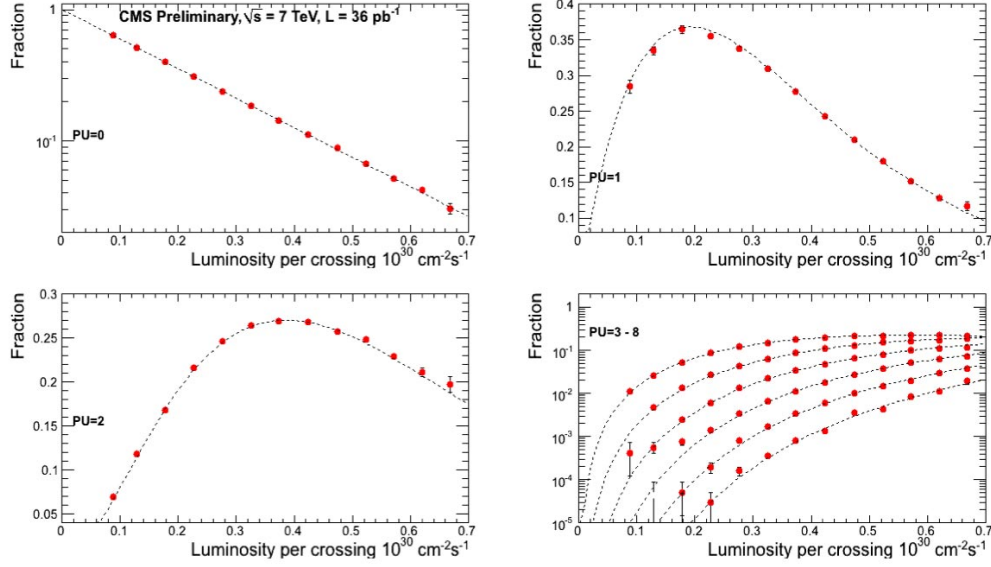 CMS Preliminary, √s = 7 TeV, L = 36 pb⁻¹
Fraction
1
10⁻¹
PU=0
0 0.1 0.2 0.3 0.4 0.5 0.6 0.7
Luminosity per crossing 10³⁰ cm⁻²s⁻¹
Fraction
0.4
0.35
0.3
0.25
0.2
0.15
0.1
PU=1
0 0.1 0.2 0.3 0.4 0.5 0.6 0.7
Luminosity per crossing 10³⁰ cm⁻²s⁻¹
Fraction
0.3
0.25
0.2
0.15
0.1
0.05
PU=2
0 0.1 0.2 0.3 0.4 0.5 0.6 0.7
Luminosity per crossing 10³⁰ cm⁻²s⁻¹
Fraction
1
10⁻¹
10⁻²
10⁻³
10⁻⁴
10⁻⁵
PU=3 - 8
0 0.1 0.2 0.3 0.4 0.5 0.6 0.7
Luminosity per crossing 10³⁰ cm⁻²s⁻¹